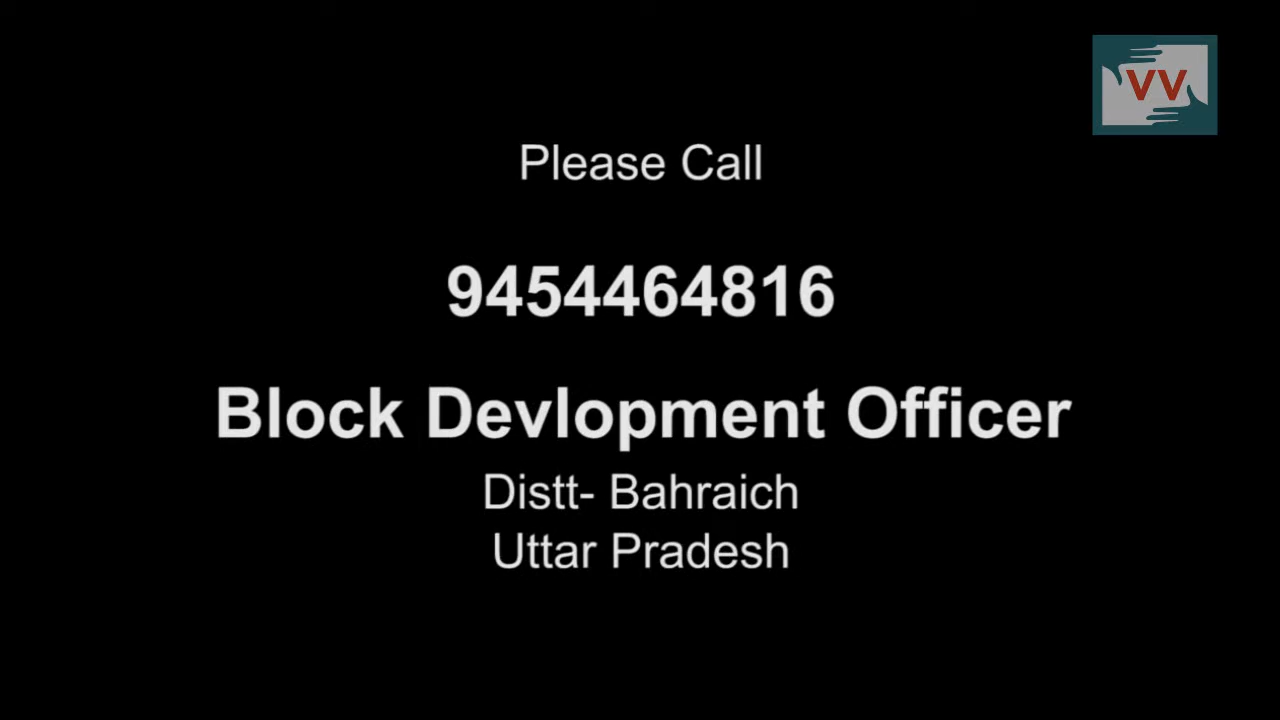 VV
Please Call
9454464816
Block Devlopment Officer
Distt- Bahraich
Uttar Pradesh